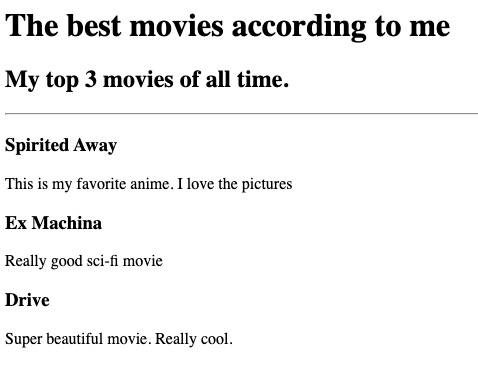 The best movies according to me
My top 3 movies of all time.
Spirited Away
This is my favorite anime. I love the pictures
Ex Machina
Really good sci-fi movie
Drive
Super beautiful movie. Really cool.